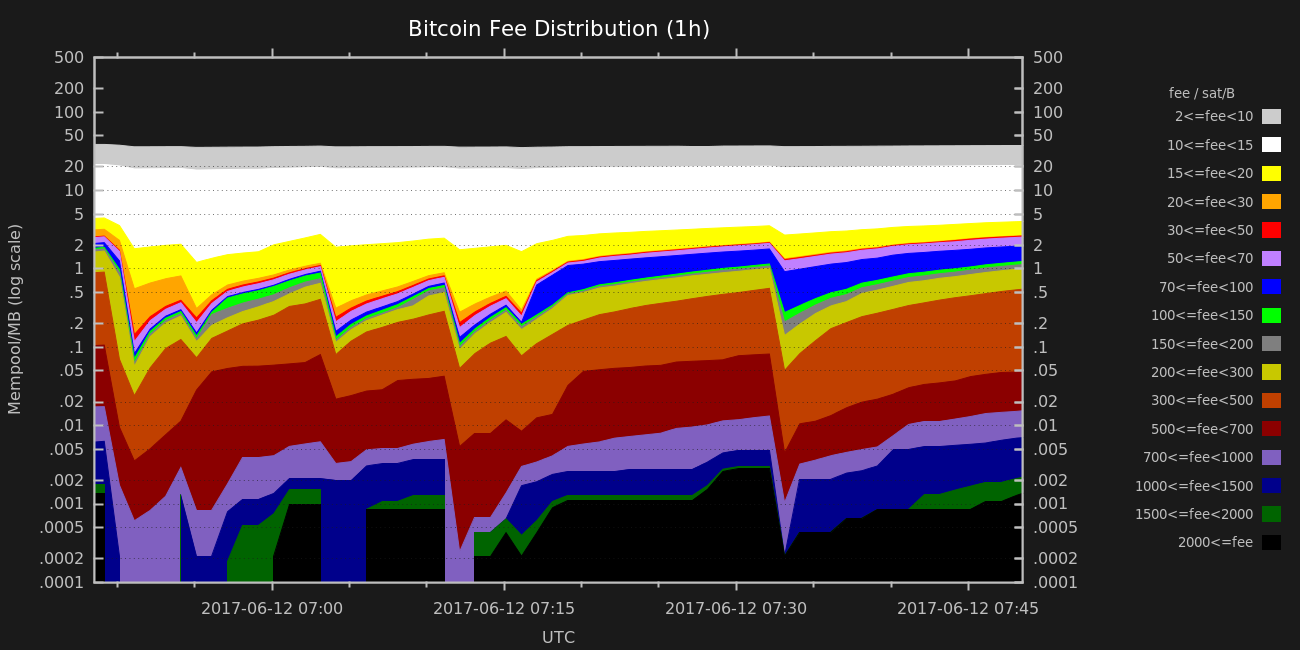 Bitcoin Fee Distribution (1h)
fee / sat/B
2<=fee<10
10<=fee<15
15<=fee<20
20<=fee<30
30<=fee<50
50<=fee<70
70<=fee<100
100<=fee<150
150<=fee<200
200<=fee<300
300<=fee<500
500<=fee<700
700<=fee<1000
1000<=fee<1500
1500<=fee<2000
2000<=fee
Mempool/MB (log scale)
500 500
200 200
100 100
50 50
20 20
10 10
5 5
2 2
1 1
.5 .5
.2 .2
.1 .1
.05 .05
.02 .02
.01 .01
.005 .005
.002 .002
.001 .001
.0005 .0005
.0002 .0002
.0001 .0001
2017-06-12 07:00 2017-06-12 07:15 2017-06-12 07:30 2017-06-12 07:45
UTC